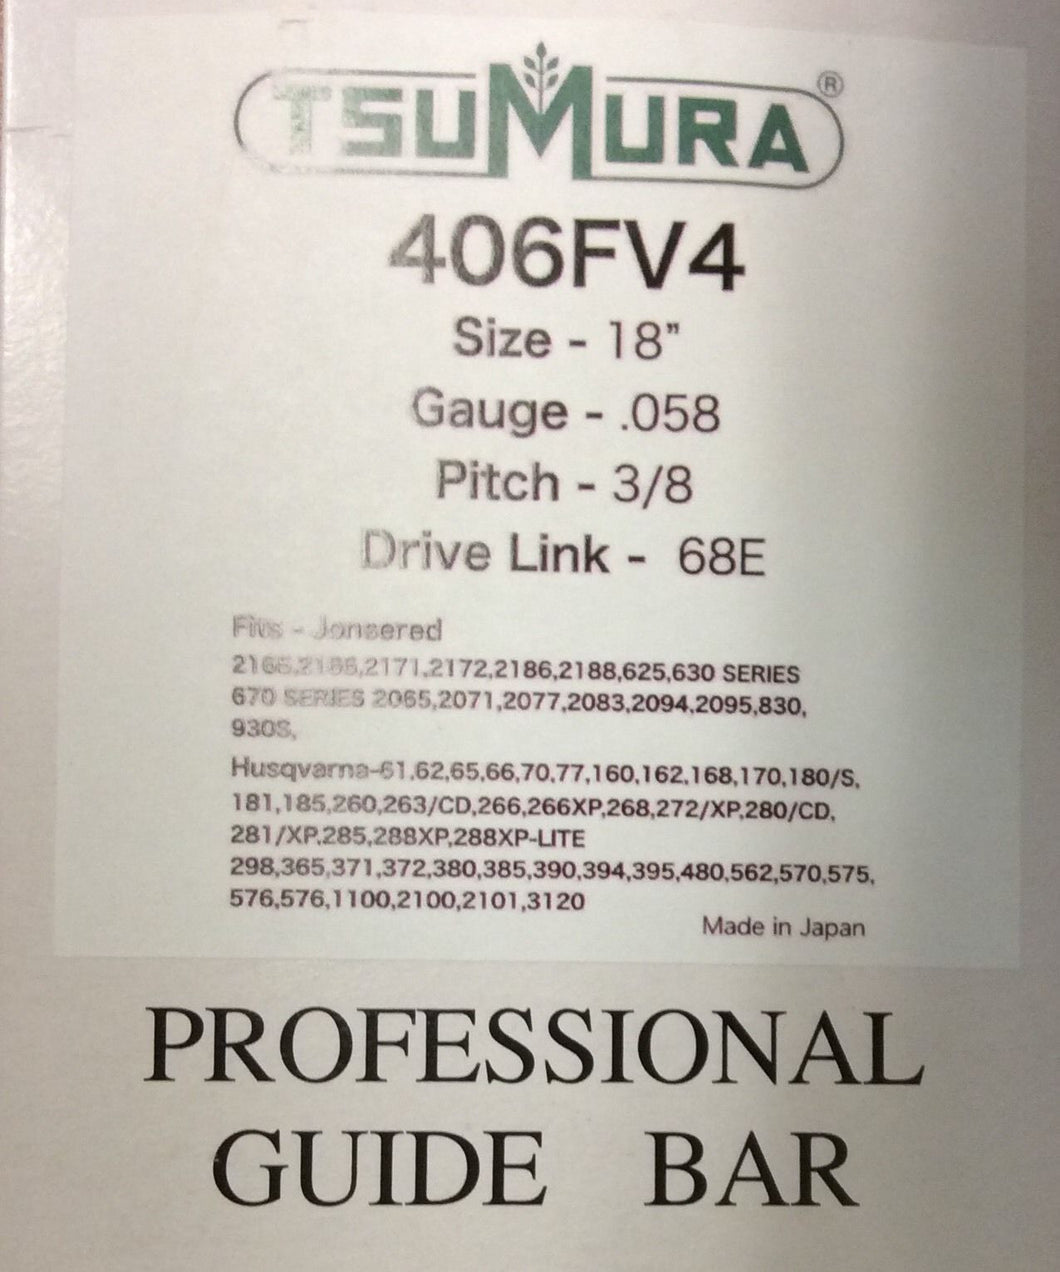 TSUMURA®
406FV4
Size - 18"
Gauge - .058
Pitch - 3/8
Drive Link - 68E
Fits - Jonsered
2171,2172,2186,2188,625,630 SERIES
670 SERIES 2065,2071,2077,2083,2094,2095,830,
930S,
Husqvarna-61,62,65,66,70,77,160,162,168,170,180/S,
181,185,260,263/CD,266,266XP,268,272/XP,280/CD,
281/XP,285,288XP,288XP-LITE
298,365,371,372,380,385,390,394,395,480,562,570,575,
576,576,1100,2100,2101,3120
Made in Japan
PROFESSIONAL
GUIDE BAR